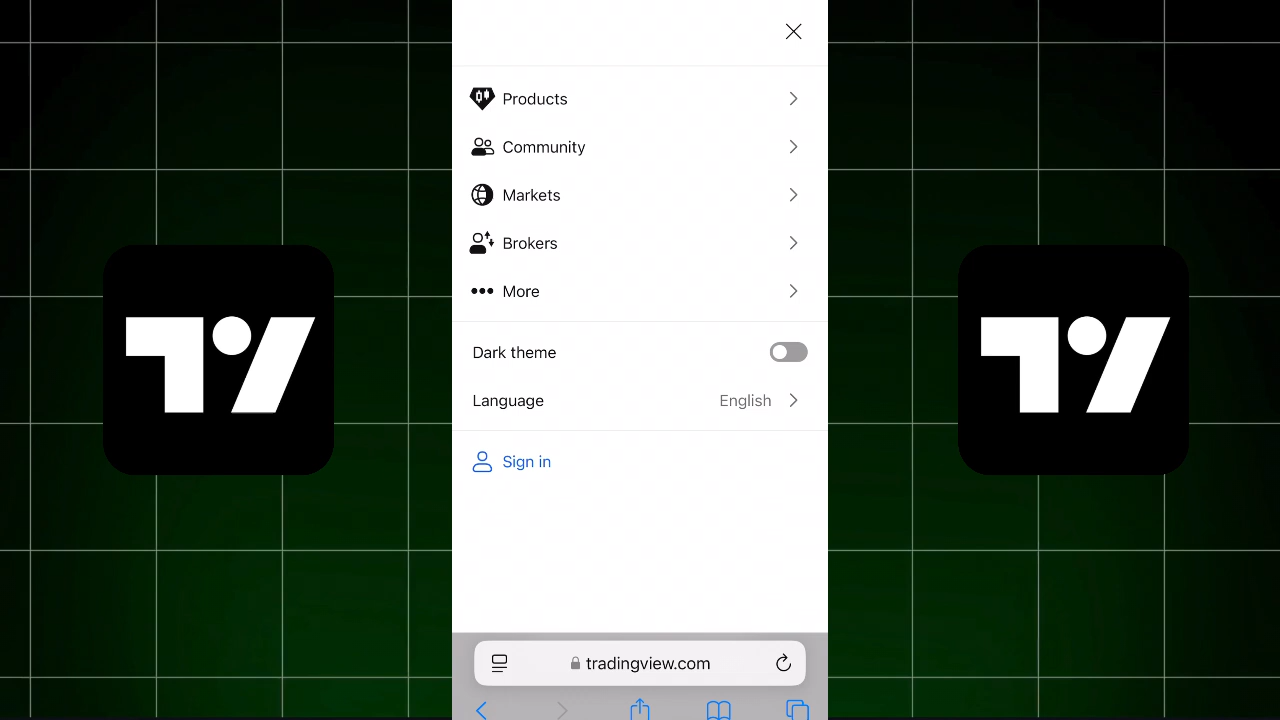 Products
Community
Markets
Brokers
More
Dark theme
Language English
Sign in
tradingview.com